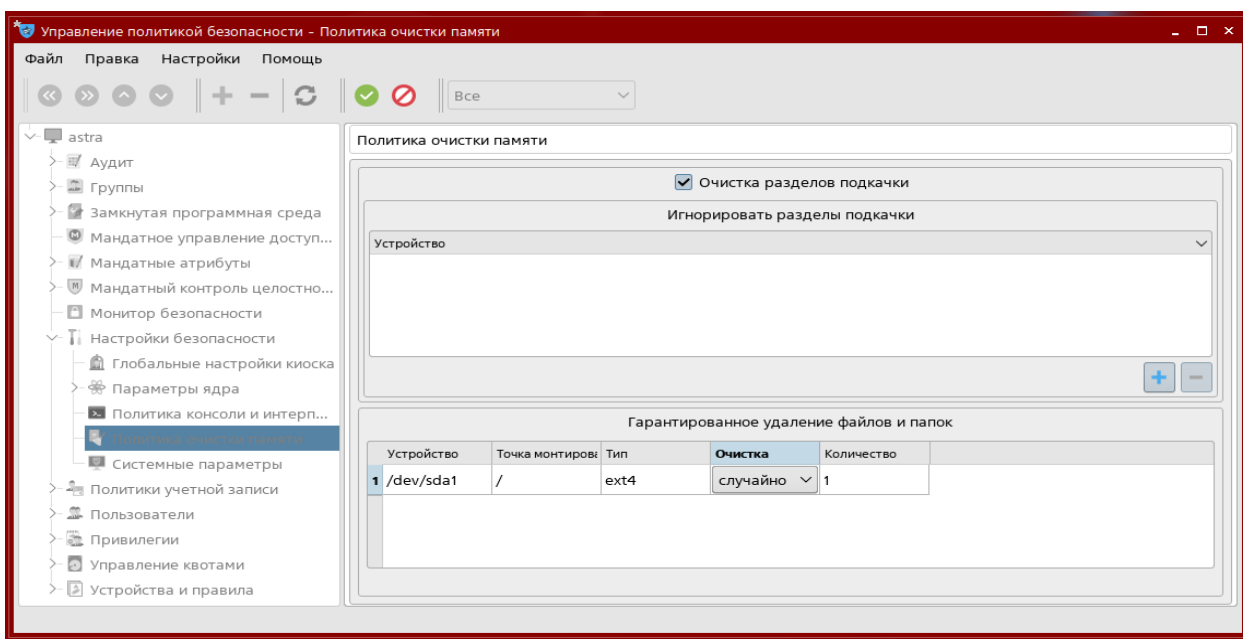 Управление политикой безопасности - Политика очистки памяти
Файл Правка Настройки Помощь
Все
astra
Аудит
Группы
Замкнутая программная среда
Мандатное управление доступ...
Мандатные атрибуты
Мандатный контроль целостно...
Монитор безопасности
Настройки безопасности
Глобальные настройки киоска
Параметры ядра
Политика консоли и интерп...
Политика очистки памяти
Системные параметры
Политики учетной записи
Пользователи
Привилегии
Управление квотами
Устройства и правила
Политика очистки памяти
Очистка разделов подкачки
Игнорировать разделы подкачки
Устройство
Гарантированное удаление файлов и папок
Устройство Точка монтирова Тип Очистка Количество
1 /dev/sda1 / ext4 случайно 1